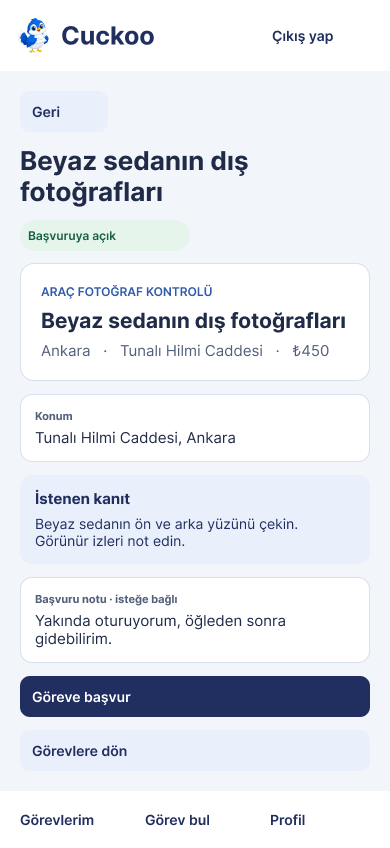 Cuckoo
Çıkış yap
Geri
Beyaz sedanın dış
fotoğrafları
Başvuruya açık
ARAÇ FOTOĞRAF KONTROLÜ
Beyaz sedanın dış fotoğrafları
Ankara · Tunalı Hilmi Caddesi · ₺450
Konum
Tunalı Hilmi Caddesi, Ankara
İstenen kanıt
Beyaz sedanın ön ve arka yüzünü çekin.
Görünür izleri not edin.
Başvuru notu · isteğe bağlı
Yakında oturuyorum, öğleden sonra
gidebilirim.
Göreve başvur
Görevlere dön
Görevlerim
Görev bul
Profil